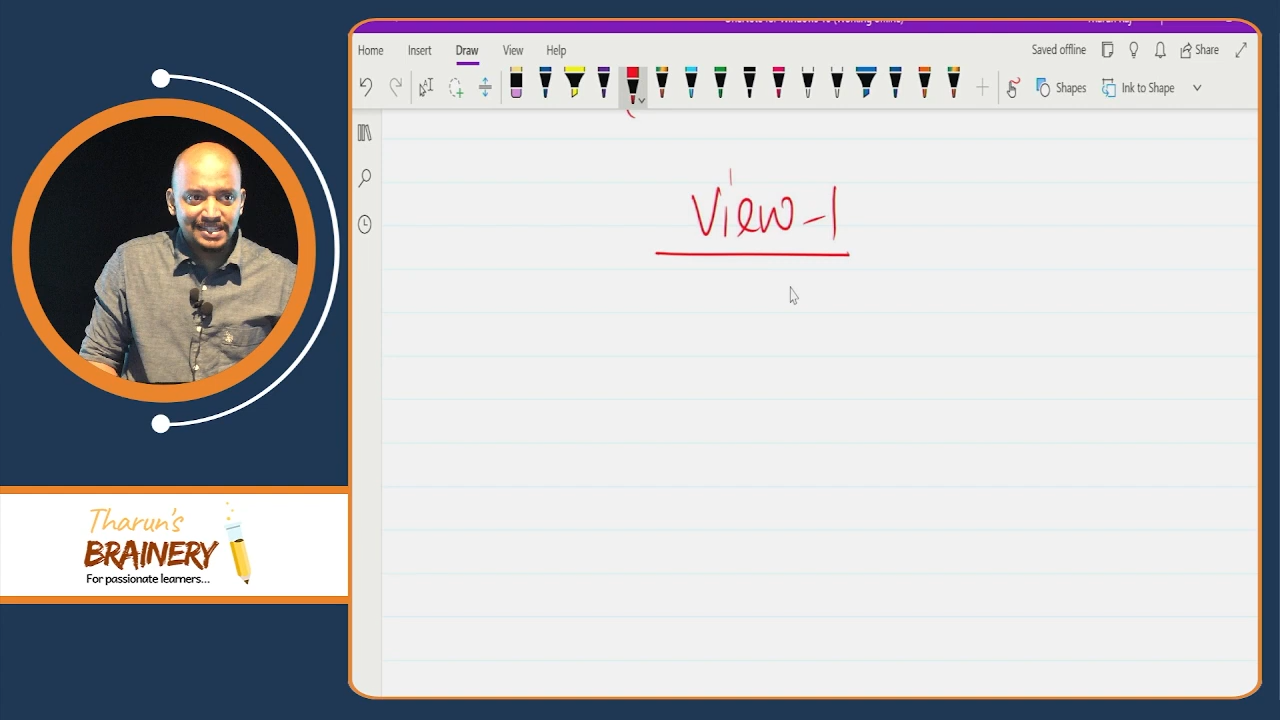 Home Insert Draw View Help Saved offline Share
Shapes Ink to Shape
View-1
Tharun's
BRAINERY
For passionate learners...